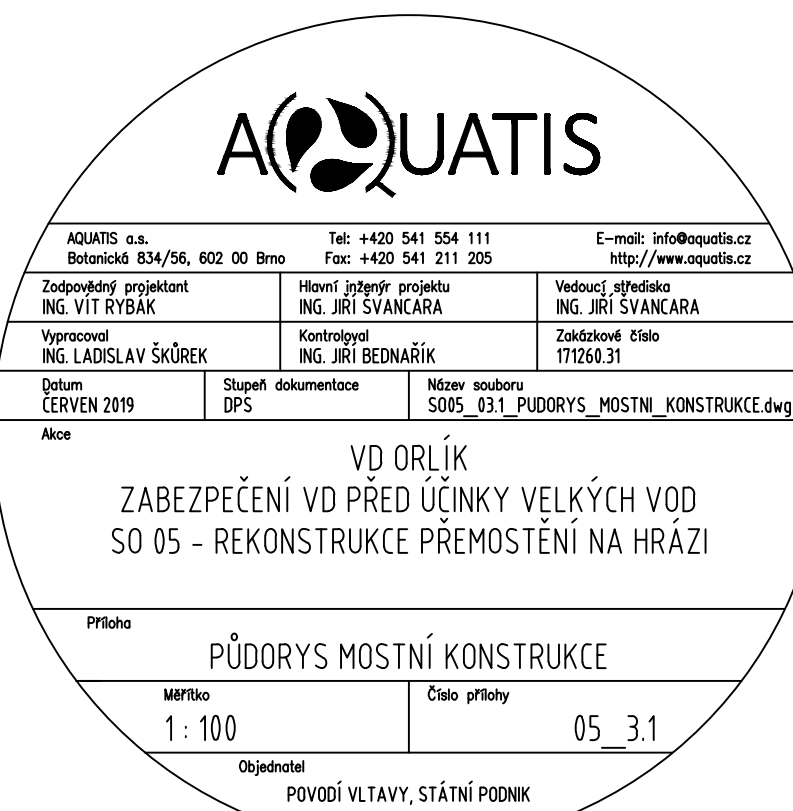 AQUATIS
AQUATIS a.s. Tel: +420 541 554 111 E-mail: info@aquatis.cz
Botanická 834/56, 602 00 Brno Fax: +420 541 211 205 http://www.aquatis.cz
Zodpovědný projektant Hlavní inženýr projektu Vedoucí střediska
ING. VÍT RYBÁK ING. JIŘÍ ŠVANCARA ING. JIŘÍ ŠVANCARA
Vypracoval Kontroloval Zakázkové číslo
ING. LADISLAV ŠKŮREK ING. JIŘÍ BEDNAŘÍK 171260.31
Datum Stupeň dokumentace Název souboru
ČERVEN 2019 DPS SO05_03.1_PUDORYS_MOSTNI_KONSTRUKCE.dwg
Akce
VD ORLÍK
ZABEZPEČENÍ VD PŘED ÚČINKY VELKÝCH VOD
SO 05 - REKONSTRUKCE PŘEMOSTĚNÍ NA HRÁZI
Příloha
PŮDORYS MOSTNÍ KONSTRUKCE
Měřítko Číslo přílohy
1 : 100 05_3.1
Objednatel
POVODÍ VLTAVY, STÁTNÍ PODNIK